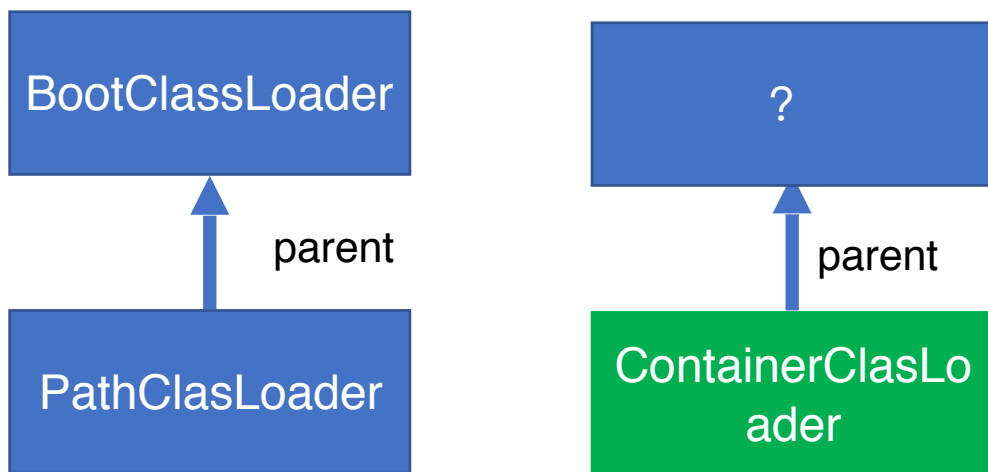 BootClassLoader
?
parent
parent
PathClasLoader
ContainerClasLo
ader